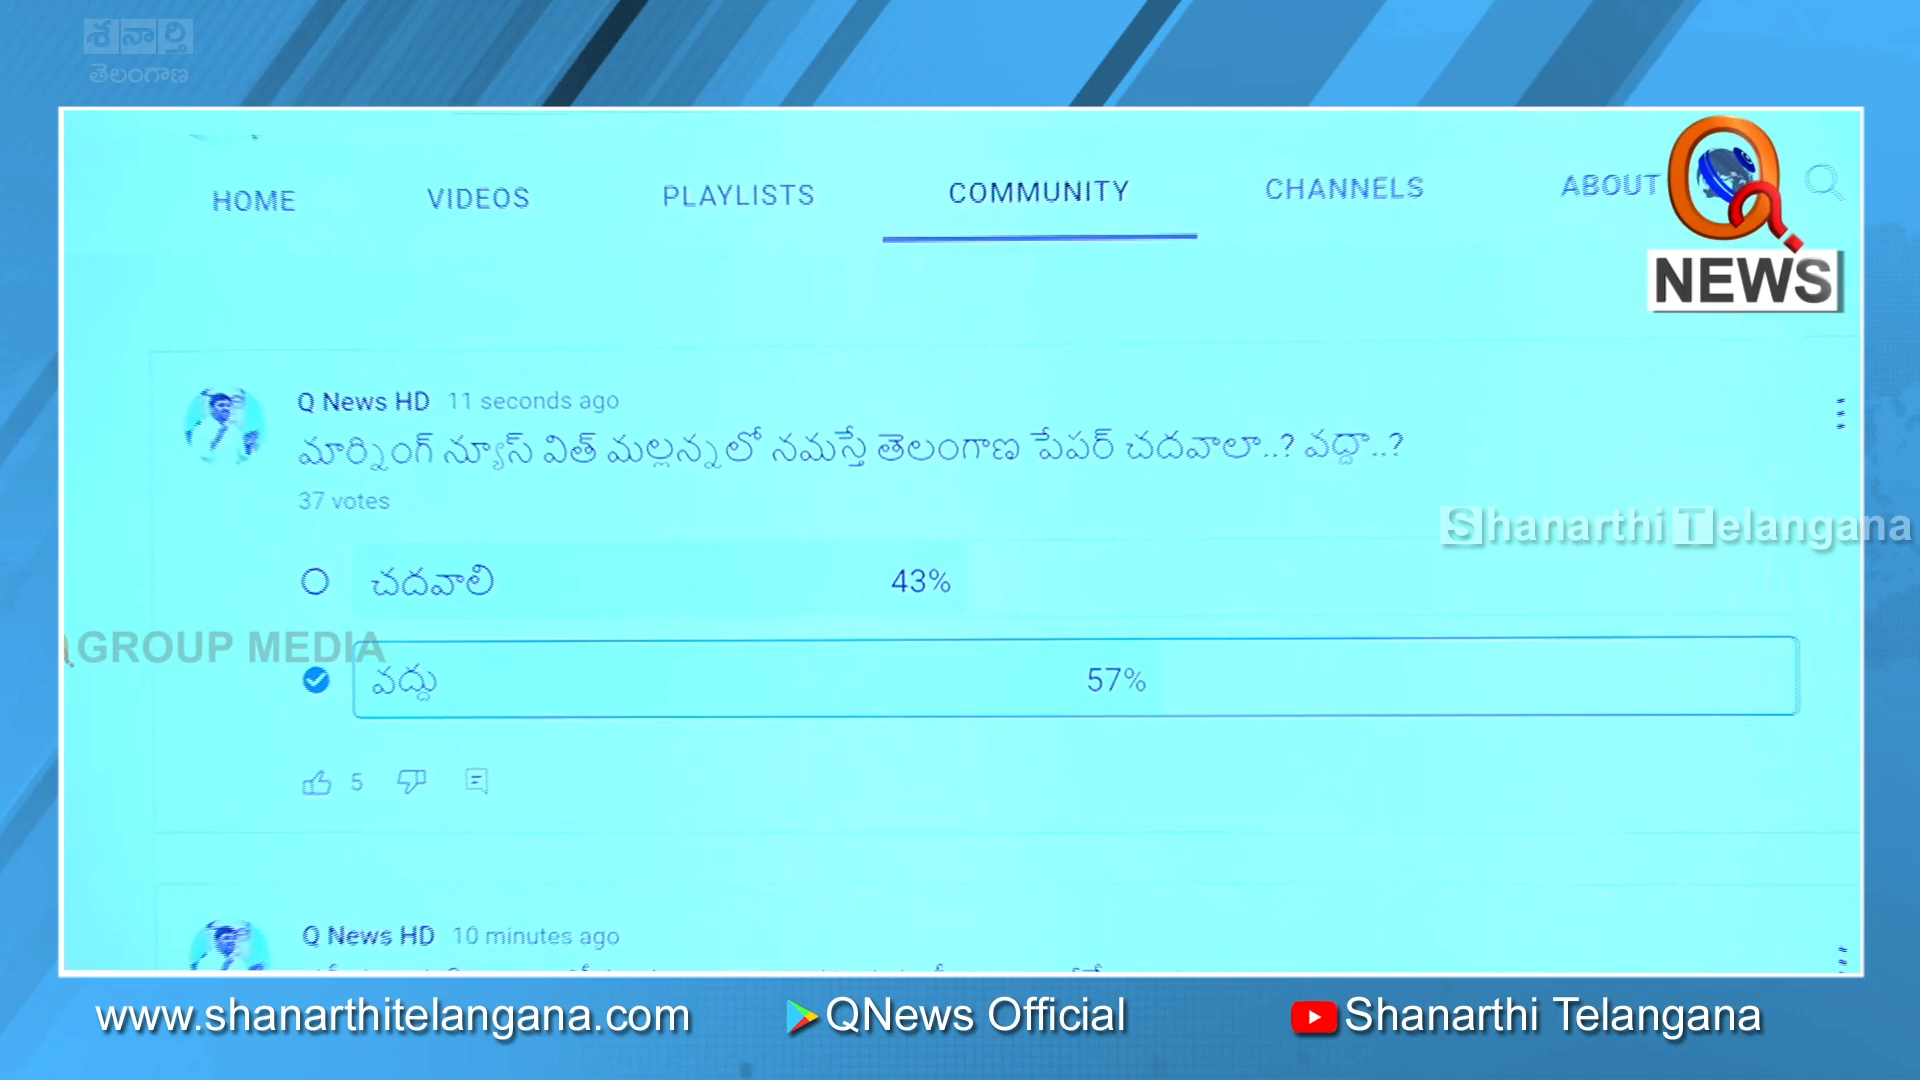 శనార్తి
తెలంగాణ
HOME VIDEOS PLAYLISTS COMMUNITY CHANNELS ABOUT
NEWS
Q News HD 11 seconds ago
మార్నింగ్ న్యూస్ విత్ మల్లన్నలో నమస్తే తెలంగాణ పేపర్ చదవాలా..? వద్దా..?
37 votes
Shanarthi Telangana
చదవాలి 43%
GROUP MEDIA
వద్దు 57%
5
Q News HD 10 minutes ago
www.shanarthitelangana.com QNews Official Shanarthi Telangana